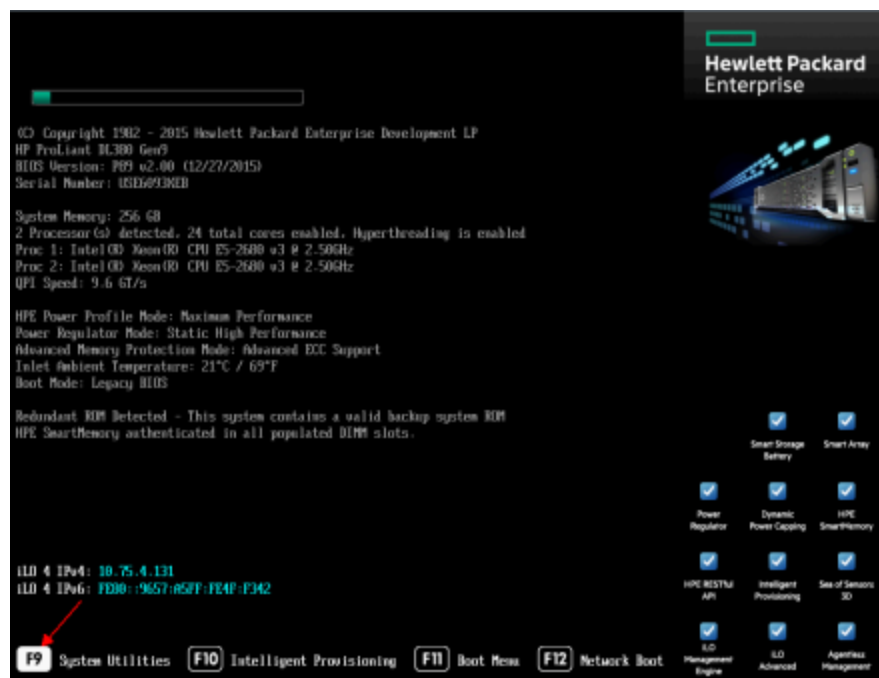 Hewlett Packard
Enterprise
(C) Copyright 1982 - 2015 Hewlett Packard Enterprise Development LP
HP ProLiant DL380 Gen9
BIOS Version: P89 v2.00 (12/27/2015)
Serial Number:
System Memory: 256 GB
2 Processor(s) detected, 24 total cores enabled, Hyperthreading is enabled
Proc 1: Intel(R) Xeon(R) CPU E5-2680 v3 @ 2.50GHz
Proc 2: Intel(R) Xeon(R) CPU E5-2680 v3 @ 2.50GHz
QPI Speed: 9.6 GT/s
HPE Power Profile Mode: Maximum Performance
Power Regulator Mode: Static High Performance
Advanced Memory Protection Mode: Advanced ECC Support
Inlet Ambient Temperature: 21°C / 69°F
Boot Mode: Legacy BIOS
Redundant ROM Detected - This system contains a valid backup system ROM
HPE SmartMemory authenticated in all populated DIMM slots.
Smart Storage Battery
Smart Array
Power Regulator
Dynamic Power Capping
HPE SmartMemory
iLO 4 IPv4: 10.75.4.131
iLO 4 IPv6: FE80::9657:A5FF:FE4F:F342
HPE RESTful API
Intelligent Provisioning
Sea of Sensors 3D
iLO Management Engine
iLO Advanced
Agentless Management
F9 System Utilities F10 Intelligent Provisioning F11 Boot Menu F12 Network Boot